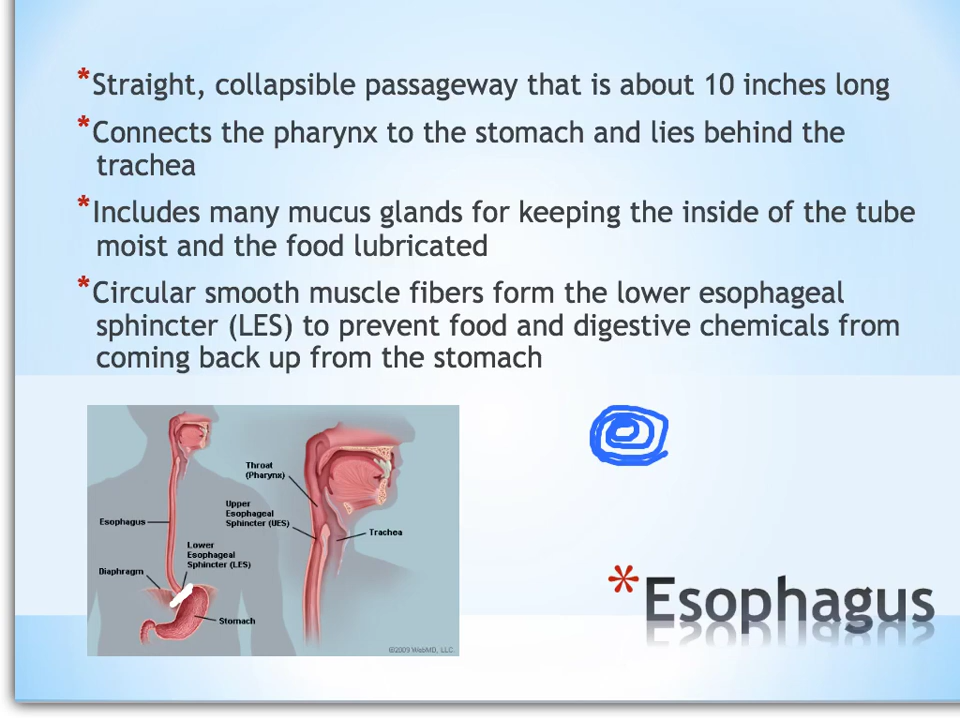 *Straight, collapsible passageway that is about 10 inches long
*Connects the pharynx to the stomach and lies behind the
trachea
*Includes many mucus glands for keeping the inside of the tube
moist and the food lubricated
*Circular smooth muscle fibers form the lower esophageal
sphincter (LES) to prevent food and digestive chemicals from
coming back up from the stomach
Throat
(Pharynx)
Upper
Esophageal
Sphincter (UES)
Trachea
Esophagus
Lower
Esophageal
Sphincter (LES)
Diaphragm
Stomach
©2009 WebMD, LLC.
*Esophagus